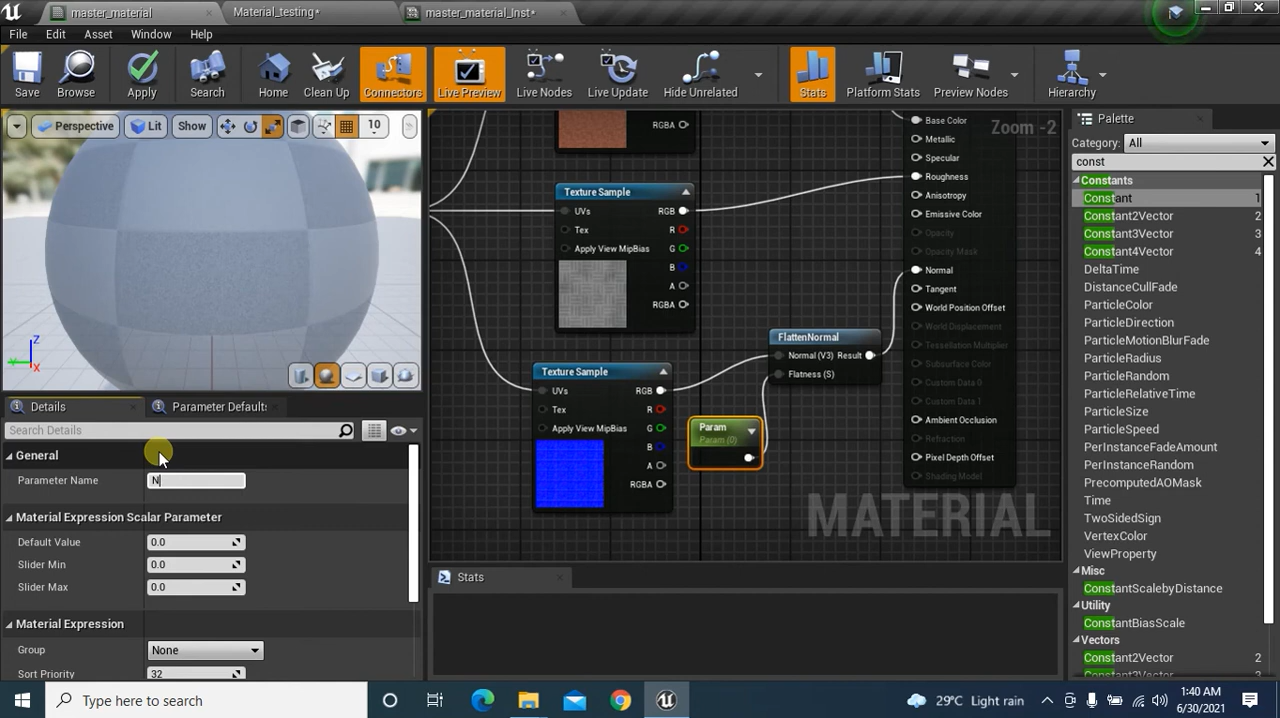 master_material
Material_testing*
master_material_Inst*
File
Edit
Asset
Window
Help
Save
Browse
Apply
Search
Home
Clean Up
Connectors
Live Preview
Live Nodes
Live Update
Hide Unrelated
Stats
Platform Stats
Preview Nodes
Hierarchy
Perspective
Lit
Show
10
Zoom -2
RGBA
Texture Sample
UVs
RGB
Tex
R
Apply View MipBias
G
B
A
RGBA
Texture Sample
UVs
RGB
Tex
R
Apply View MipBias
G
B
A
RGBA
Param
Param (0)
FlattenNormal
Normal (V3)
Result
Flatness (S)
Base Color
Metallic
Specular
Roughness
Anisotropy
Emissive Color
Opacity
Opacity Mask
Normal
Tangent
World Position Offset
World Displacement
Tessellation Multiplier
Subsurface Color
Custom Data 0
Custom Data 1
Ambient Occlusion
Refraction
Pixel Depth Offset
Shading Model
MATERIAL
Z
Y
X
Details
Parameter Default
Search Details
General
Parameter Name
N
Material Expression Scalar Parameter
Default Value
0.0
Slider Min
0.0
Slider Max
0.0
Material Expression
Group
None
Sort Priority
32
Stats
Palette
Category:
All
const
Constants
Constant 1
Constant2Vector 2
Constant3Vector 3
Constant4Vector 4
DeltaTime
DistanceCullFade
ParticleColor
ParticleDirection
ParticleMotionBlurFade
ParticleRadius
ParticleRandom
ParticleRelativeTime
ParticleSize
ParticleSpeed
PerInstanceFadeAmount
PerInstanceRandom
PrecomputedAOMask
Time
TwoSidedSign
VertexColor
ViewProperty
Misc
ConstantScalebyDistance
Utility
ConstantBiasScale
Vectors
Constant2Vector 2
Type here to search
29°C Light rain
1:40 AM
6/30/2021